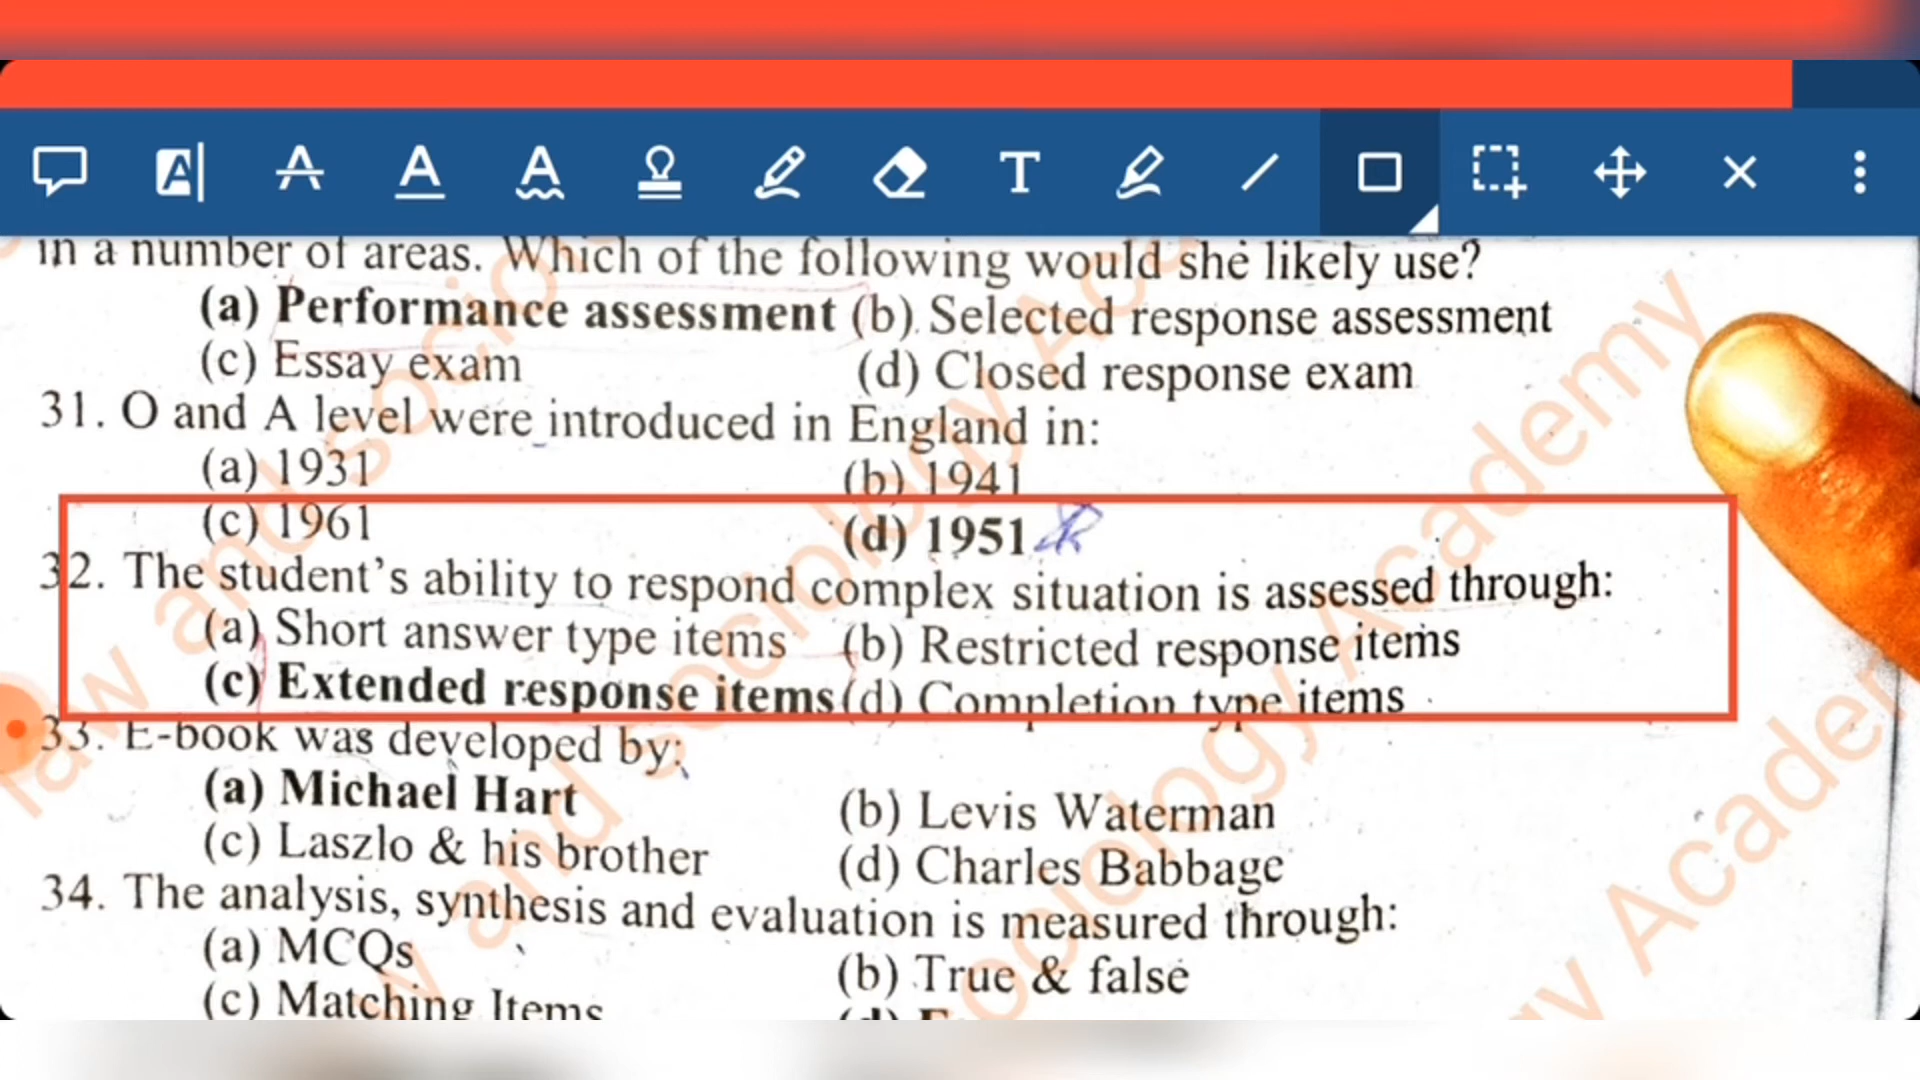 in a number of areas. Which of the following would she likely use?
(a) Performance assessment (b) Selected response assessment
(c) Essay exam (d) Closed response exam
31. O and A level were introduced in England in:
(a) 1931 (b) 1941
(c) 1961 (d) 1951
32. The student's ability to respond complex situation is assessed through:
(a) Short answer type items (b) Restricted response items
(c) Extended response items (d) Completion type items
33. E-book was developed by:
(a) Michael Hart (b) Levis Waterman
(c) Laszlo & his brother (d) Charles Babbage
34. The analysis, synthesis and evaluation is measured through:
(a) MCQs (b) True & false
(c) Matching Items (d)
law and sociology Academy